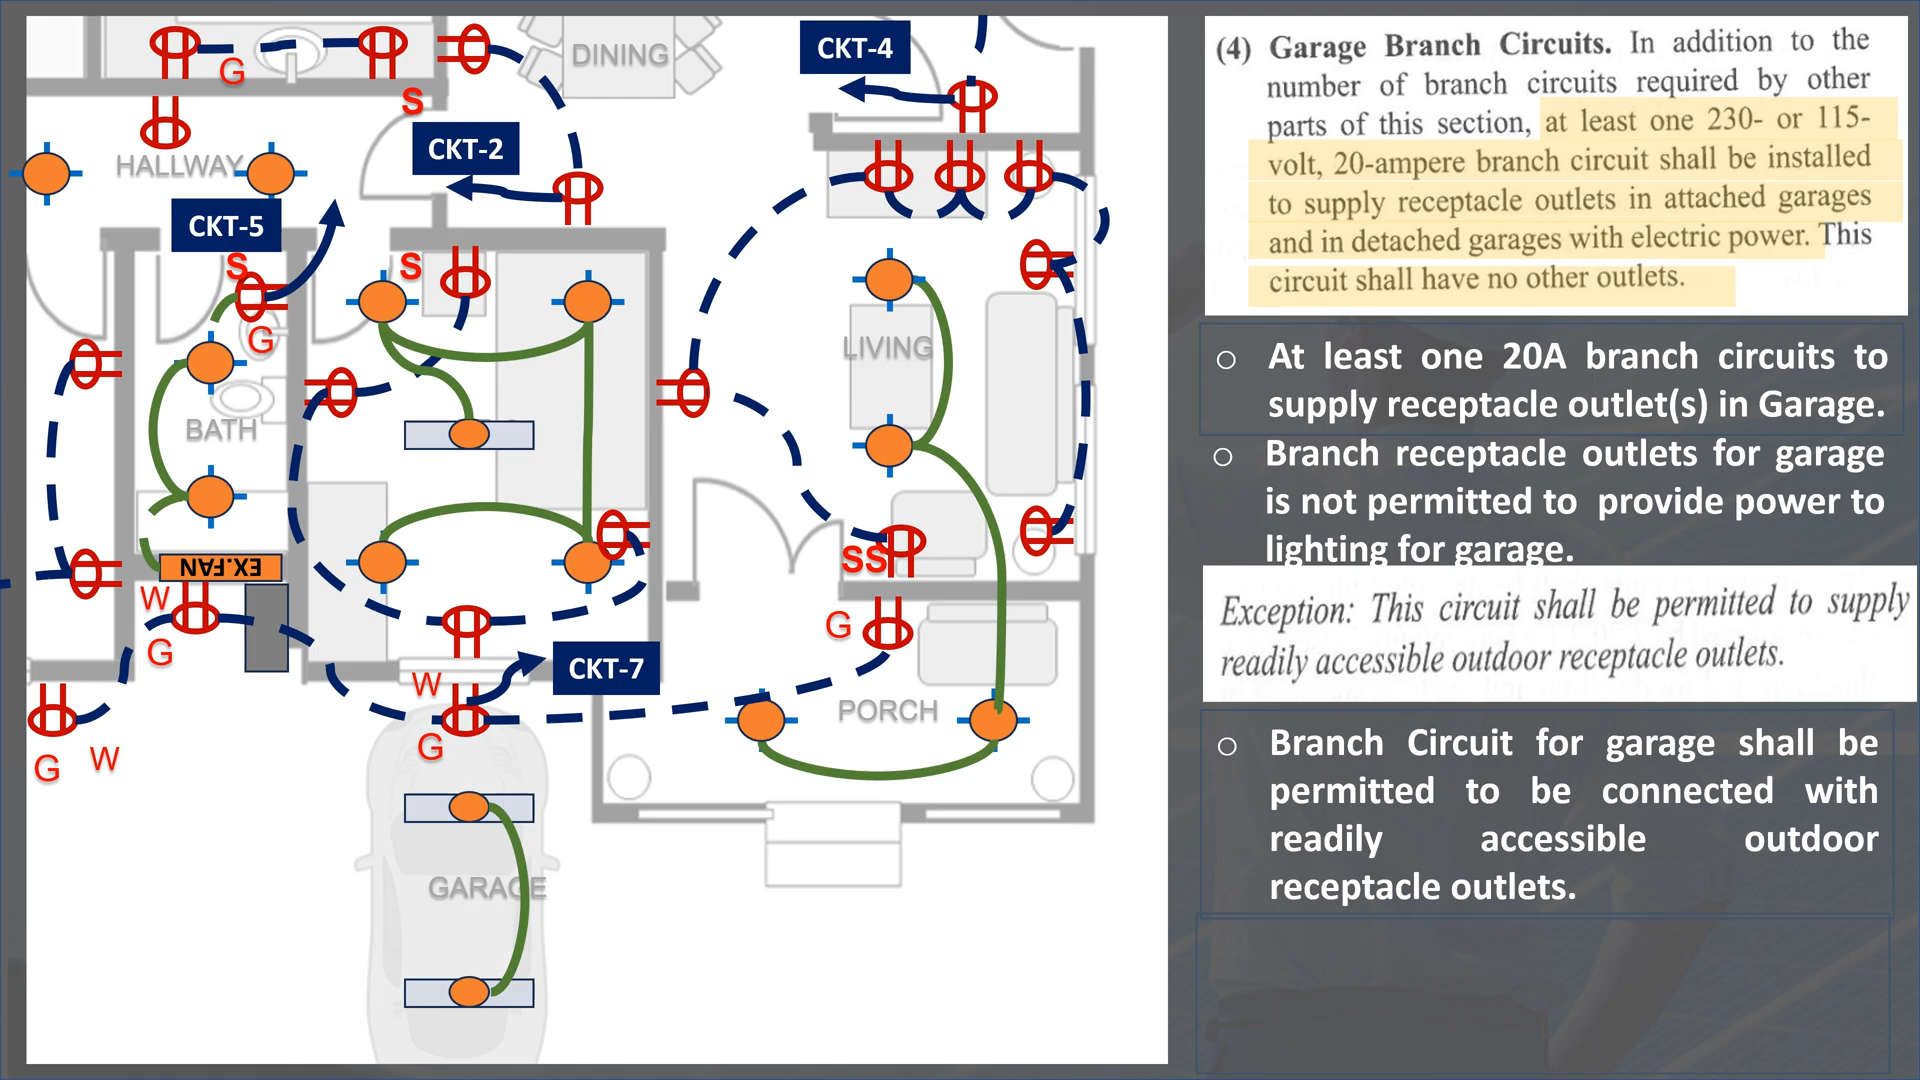 DINING
CKT-4
G
S
HALLWAY
CKT-2
CKT-5
S
S
G
LIVING
BATH
EX.FAN
SS
W
G
G
CKT-7
W
PORCH
G
G
W
GARAGE
(4) Garage Branch Circuits. In addition to the
number of branch circuits required by other
parts of this section, at least one 230- or 115-
volt, 20-ampere branch circuit shall be installed
to supply receptacle outlets in attached garages
and in detached garages with electric power. This
circuit shall have no other outlets.
○ At least one 20A branch circuits to
supply receptacle outlet(s) in Garage.
○ Branch receptacle outlets for garage
is not permitted to provide power to
lighting for garage.
Exception: This circuit shall be permitted to supply
readily accessible outdoor receptacle outlets.
○ Branch Circuit for garage shall be
permitted to be connected with
readily accessible outdoor
receptacle outlets.